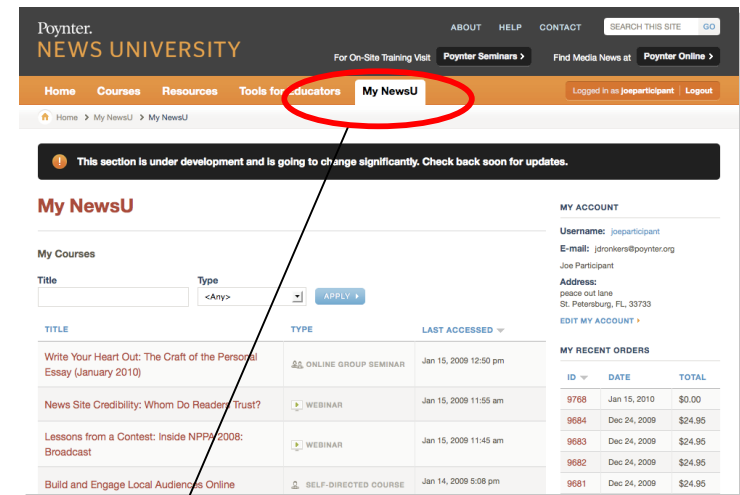 Poynter.
NEWS UNIVERSITY
ABOUT HELP CONTACT SEARCH THIS SITE GO
For On-Site Training Visit Poynter Seminars > Find Media News at Poynter Online >
Home Courses Resources Tools for Educators My NewsU Logged in as joeparticipant | Logout
Home > My NewsU > My NewsU
! This section is under development and is going to change significantly. Check back soon for updates.
My NewsU
My Courses
Title Type
<Any> APPLY
TITLE TYPE LAST ACCESSED
Write Your Heart Out: The Craft of the Personal
Essay (January 2010)
ONLINE GROUP SEMINAR Jan 15, 2009 12:50 pm
News Site Credibility: Whom Do Readers Trust? WEBINAR Jan 15, 2009 11:55 am
Lessons from a Contest: Inside NPPA 2008:
Broadcast
WEBINAR Jan 15, 2009 11:45 am
Build and Engage Local Audiences Online SELF-DIRECTED COURSE Jan 14, 2009 5:08 pm
MY ACCOUNT
Username: joeparticipant
E-mail: jdronkers@poynter.org
Joe Participant
Address:
peace out lane
St. Petersburg, FL, 33733
EDIT MY ACCOUNT
MY RECENT ORDERS
ID DATE TOTAL
9768 Jan 15, 2010 $0.00
9684 Dec 24, 2009 $24.95
9683 Dec 24, 2009 $24.95
9682 Dec 24, 2009 $24.95
9681 Dec 24, 2009 $24.95